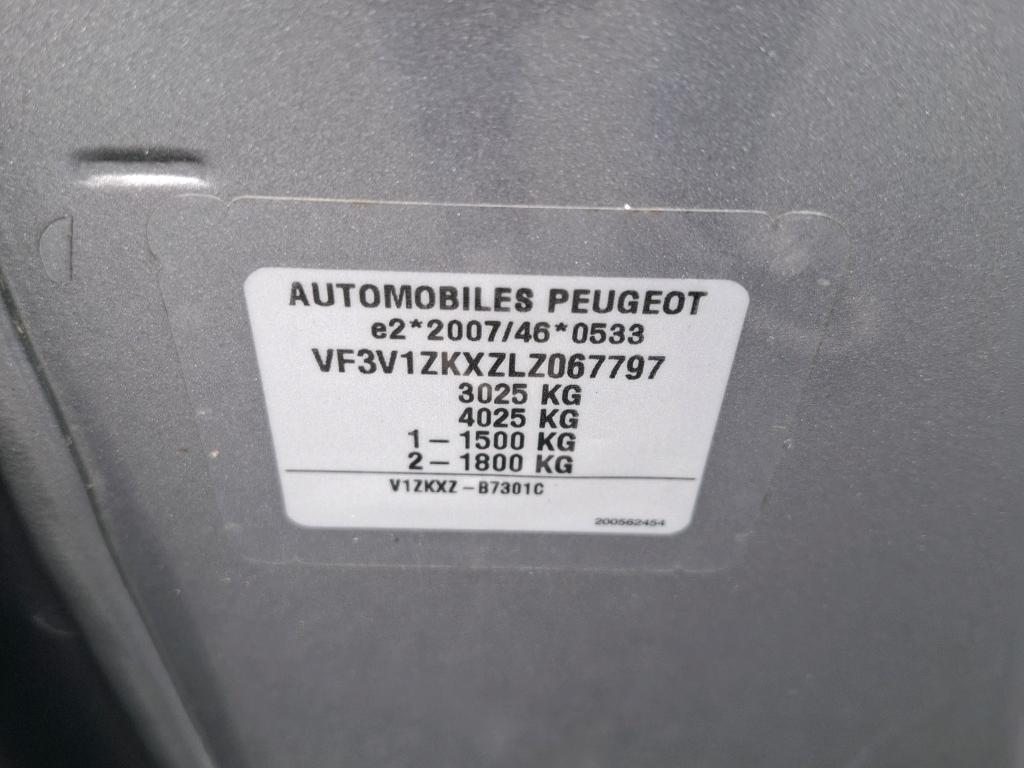 AUTOMOBILES PEUGEOT
e2*2007/46*0533
VF3V1ZKXZLZ067797
3025 KG
4025 KG
1 – 1500 KG
2 – 1800 KG
V1ZKXZ – B7301C
200562454